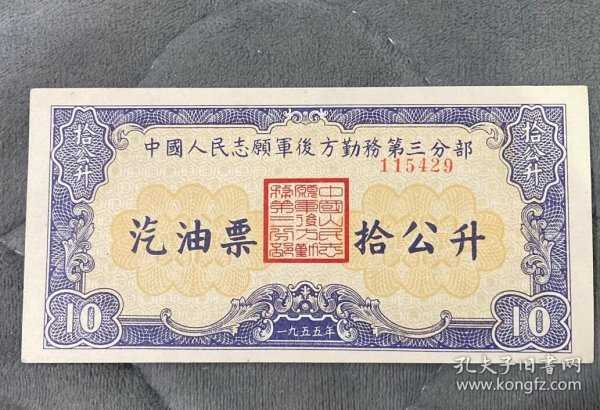 中國人民志願軍後方勤務第三分部
115429
拾公升
拾公升
汽油票
拾公升
10
一九五五年
10
孔夫子旧书网
www.kongfz.com